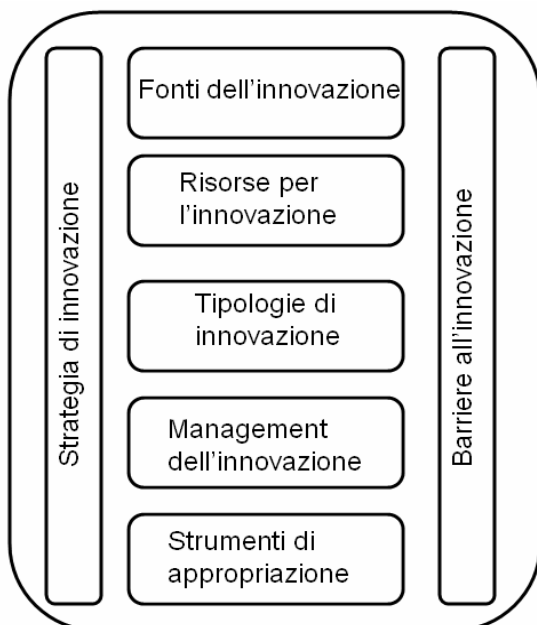 Strategia di innovazione
Fonti dell'innovazione
Risorse per
l'innovazione
Tipologie di
innovazione
Management
dell'innovazione
Strumenti di
appropriazione
Barriere all'innovazione